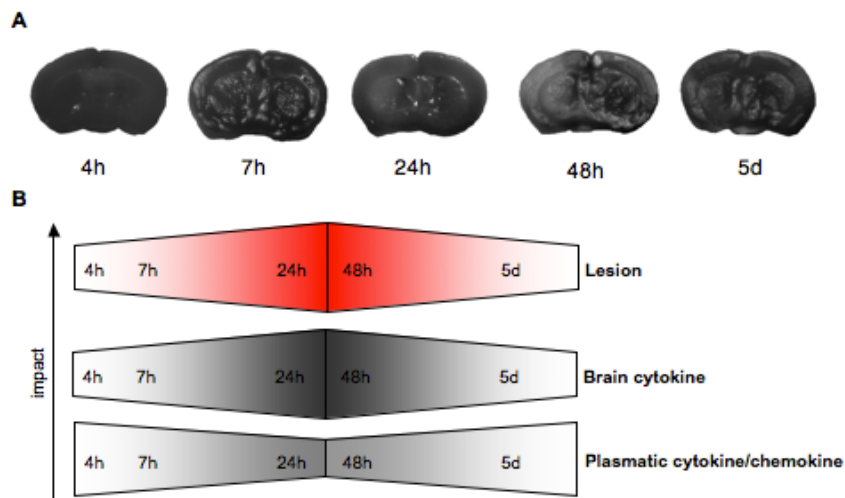 A
4h 7h 24h 48h 5d
B
4h 7h 24h 48h 5d Lesion
4h 7h 24h 48h 5d Brain cytokine
4h 7h 24h 48h 5d Plasmatic cytokine/chemokine
impact